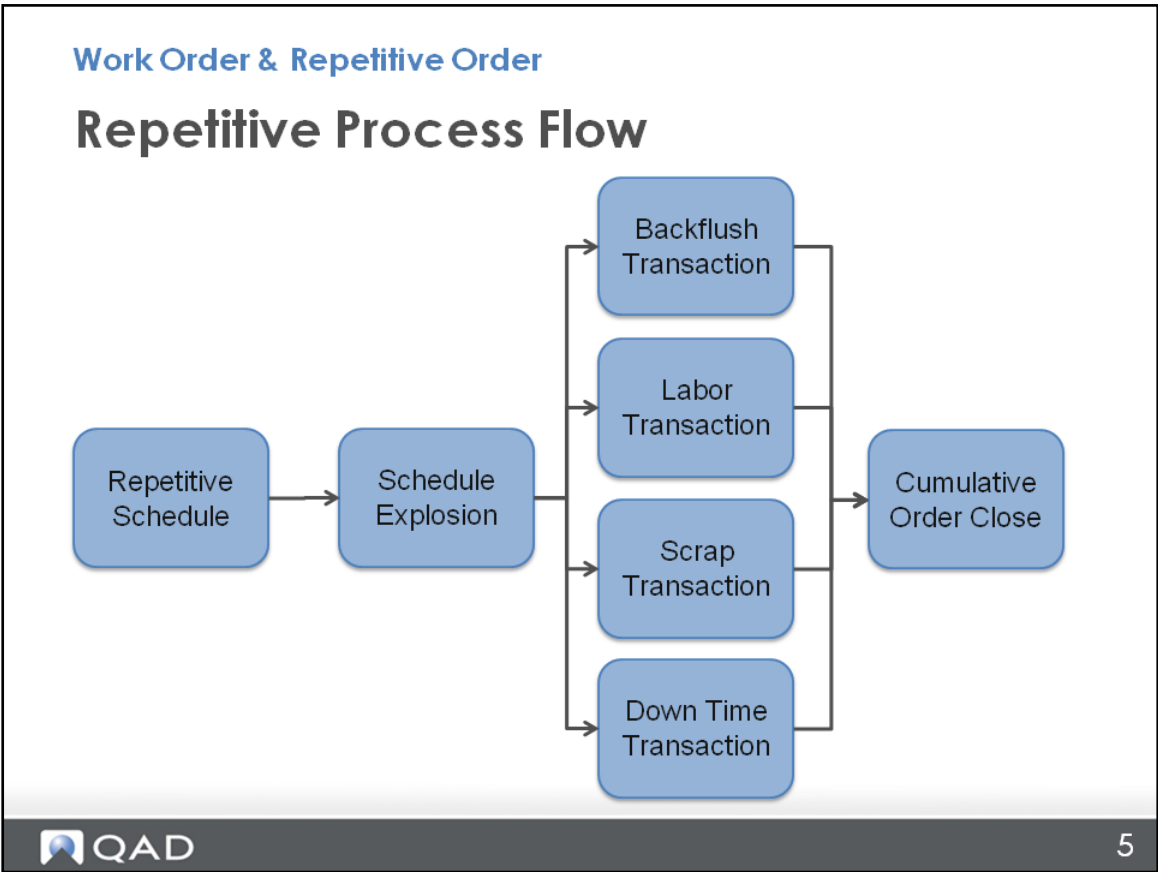 Work Order & Repetitive Order
Repetitive Process Flow
Repetitive
Schedule
Schedule
Explosion
Backflush
Transaction
Labor
Transaction
Scrap
Transaction
Down Time
Transaction
Cumulative
Order Close
QAD
5